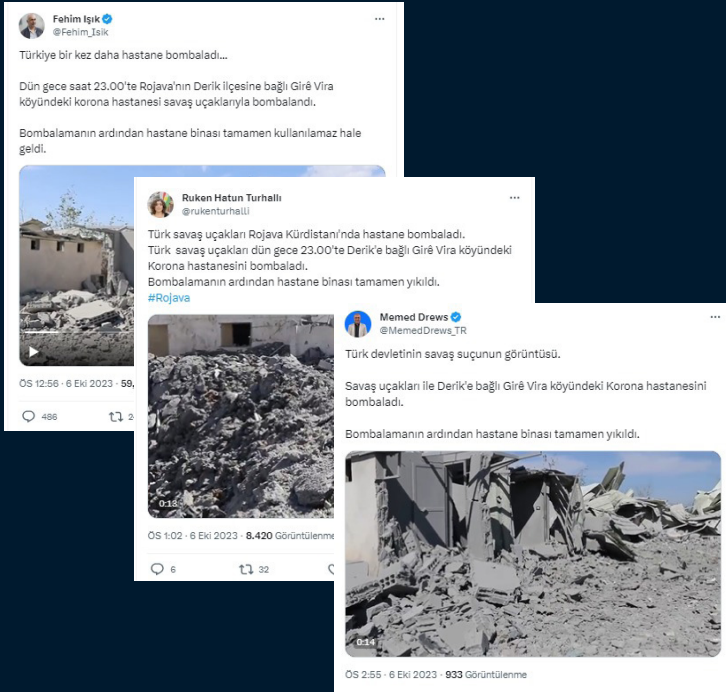 Fehim Işık
@Fehim_Isik
Türkiye bir kez daha hastane bombaladı...
Dün gece saat 23.00'te Rojava'nın Derik ilçesine bağlı Girê Vira
köyündeki korona hastanesi savaş uçaklarıyla bombalandı.
Bombalamanın ardından hastane binası tamamen kullanılamaz hale
geldi.
ÖS 12:56 · 6 Eki 2023 · 59,
486
2
Ruken Hatun Turhallı
@rukenturhalli
Türk savaş uçakları Rojava Kürdistanı'nda hastane bombaladı.
Türk savaş uçakları dün gece 23.00'te Derik'e bağlı Girê Vira köyündeki
Korona hastanesini bombaladı.
Bombalamanın ardından hastane binası tamamen yıkıldı.
#Rojava
0:13
ÖS 1:02 · 6 Eki 2023 · 8.420 Görüntülenme
6
32
Memed Drews
@MemedDrews_TR
Türk devletinin savaş suçunun görüntüsü.
Savaş uçakları ile Derik'e bağlı Girê Vira köyündeki Korona hastanesini
bombaladı.
Bombalamanın ardından hastane binası tamamen yıkıldı.
0:14
ÖS 2:55 · 6 Eki 2023 · 933 Görüntülenme